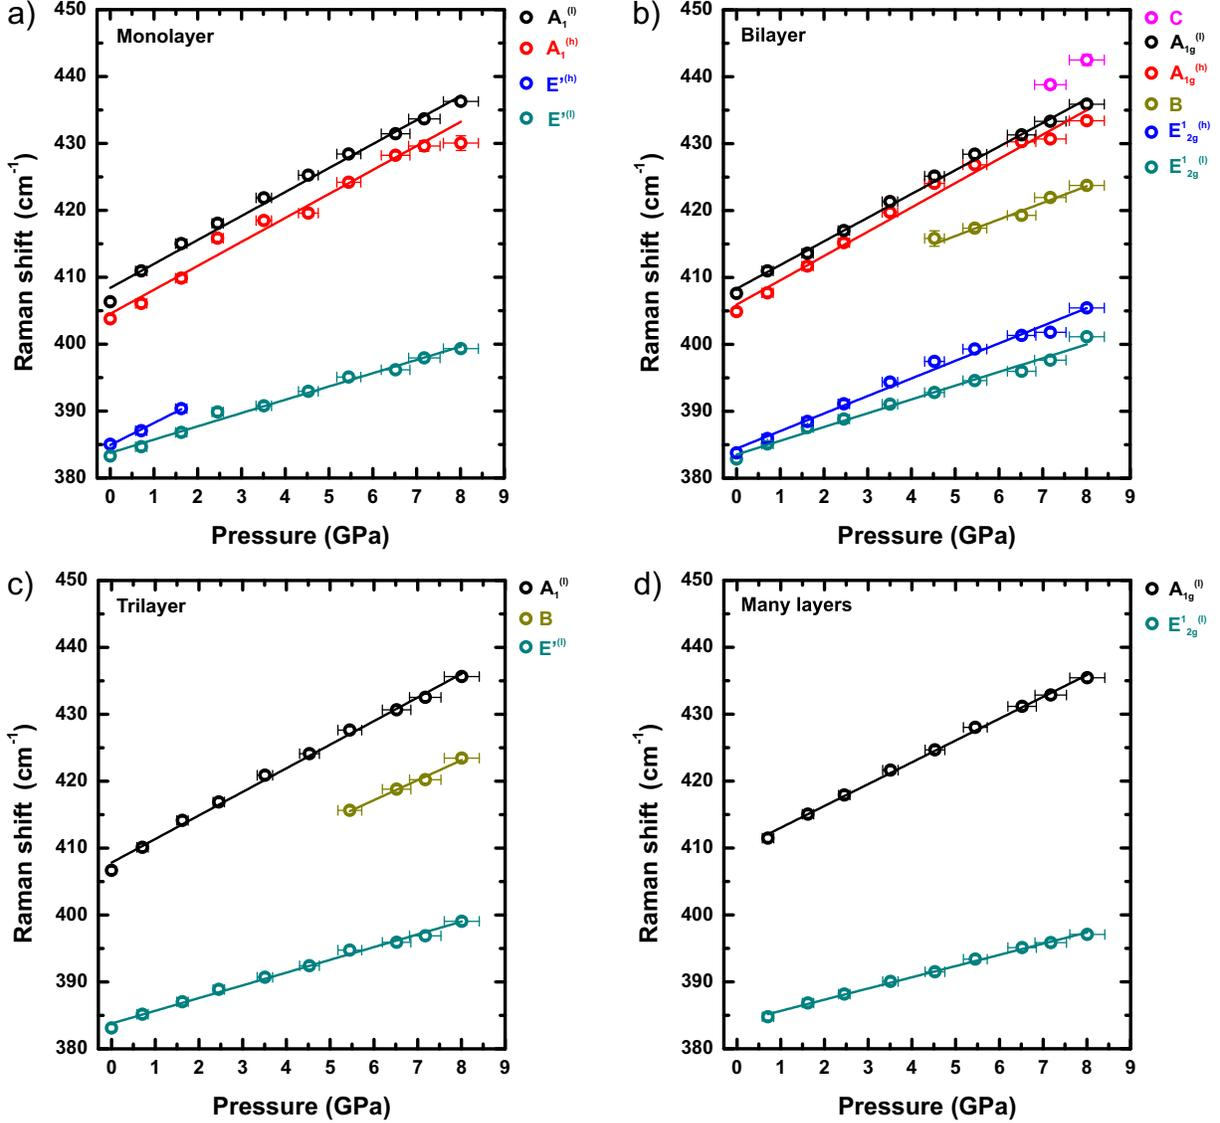 a)
Monolayer
A₁⁽ˡ⁾
A₁⁽ʰ⁾
E’⁽ʰ⁾
E’⁽ˡ⁾
450
440
430
420
410
400
390
380
Raman shift (cm⁻¹)
0 1 2 3 4 5 6 7 8 9
Pressure (GPa)
b)
Bilayer
C
A₁g⁽ˡ⁾
A₁g⁽ʰ⁾
B
E¹₂g⁽ʰ⁾
E¹₂g⁽ˡ⁾
450
440
430
420
410
400
390
380
Raman shift (cm⁻¹)
0 1 2 3 4 5 6 7 8 9
Pressure (GPa)
c)
Trilayer
A₁⁽ˡ⁾
B
E’⁽ˡ⁾
450
440
430
420
410
400
390
380
Raman shift (cm⁻¹)
0 1 2 3 4 5 6 7 8 9
Pressure (GPa)
d)
Many layers
A₁g⁽ˡ⁾
E¹₂g⁽ˡ⁾
450
440
430
420
410
400
390
380
Raman shift (cm⁻¹)
0 1 2 3 4 5 6 7 8 9
Pressure (GPa)